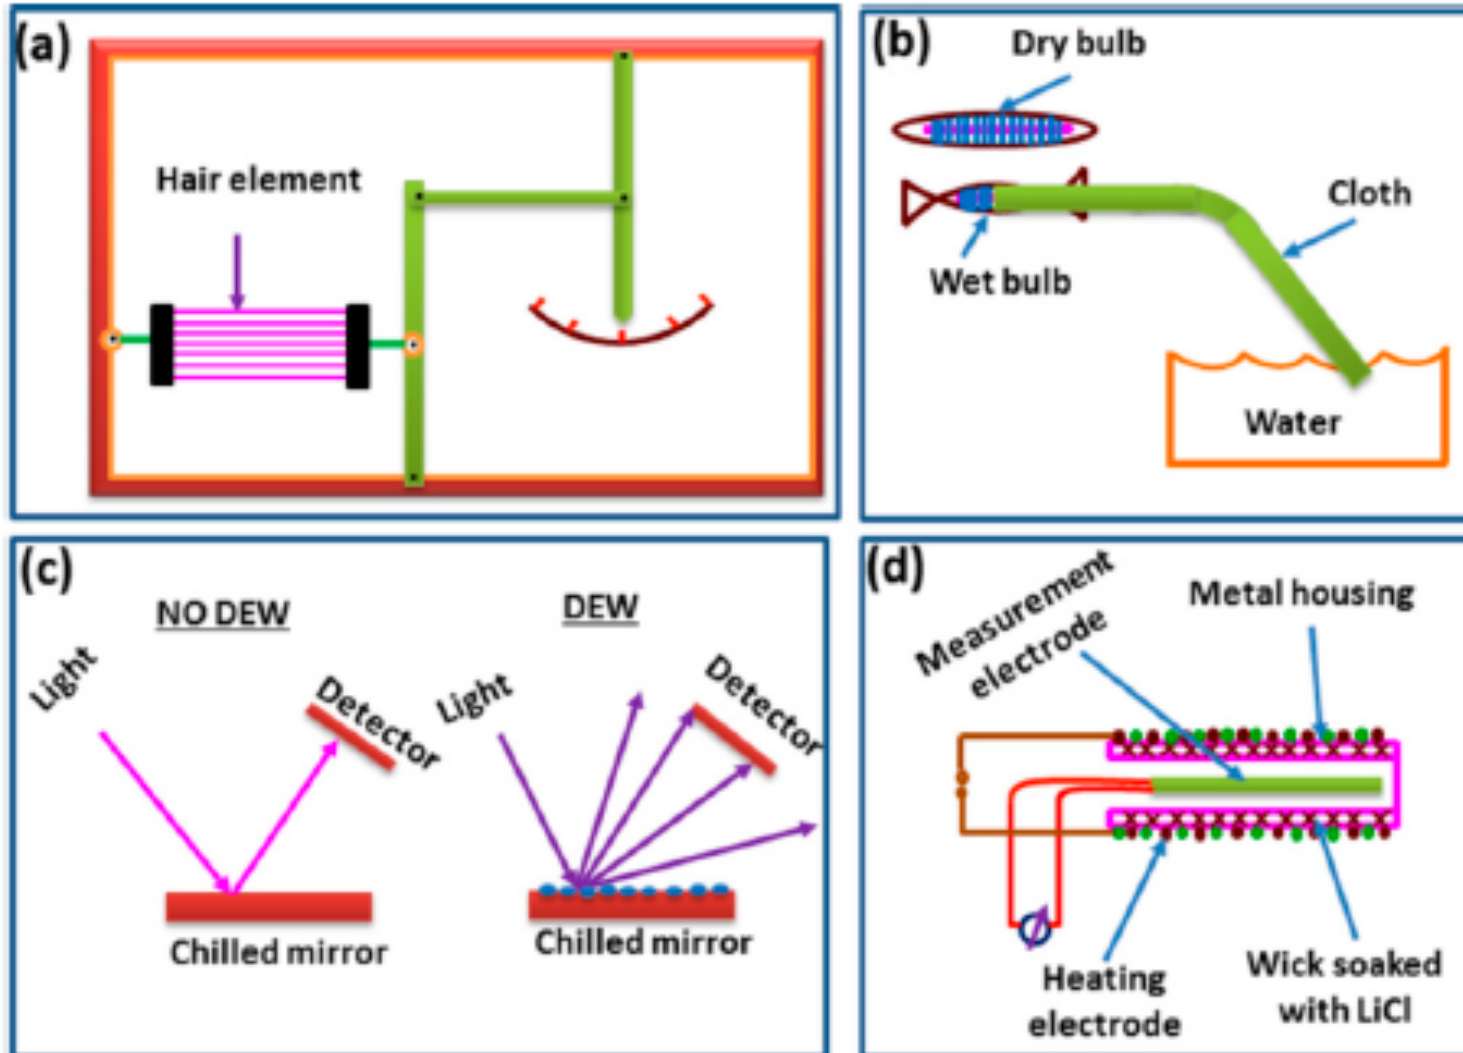 (a)
Hair element
(b)
Dry bulb
Cloth
Wet bulb
Water
(c)
NO DEW
DEW
Light
Detector
Light
Detector
Chilled mirror
Chilled mirror
(d)
Measurement
electrode
Metal housing
Heating
electrode
Wick soaked
with LiCl